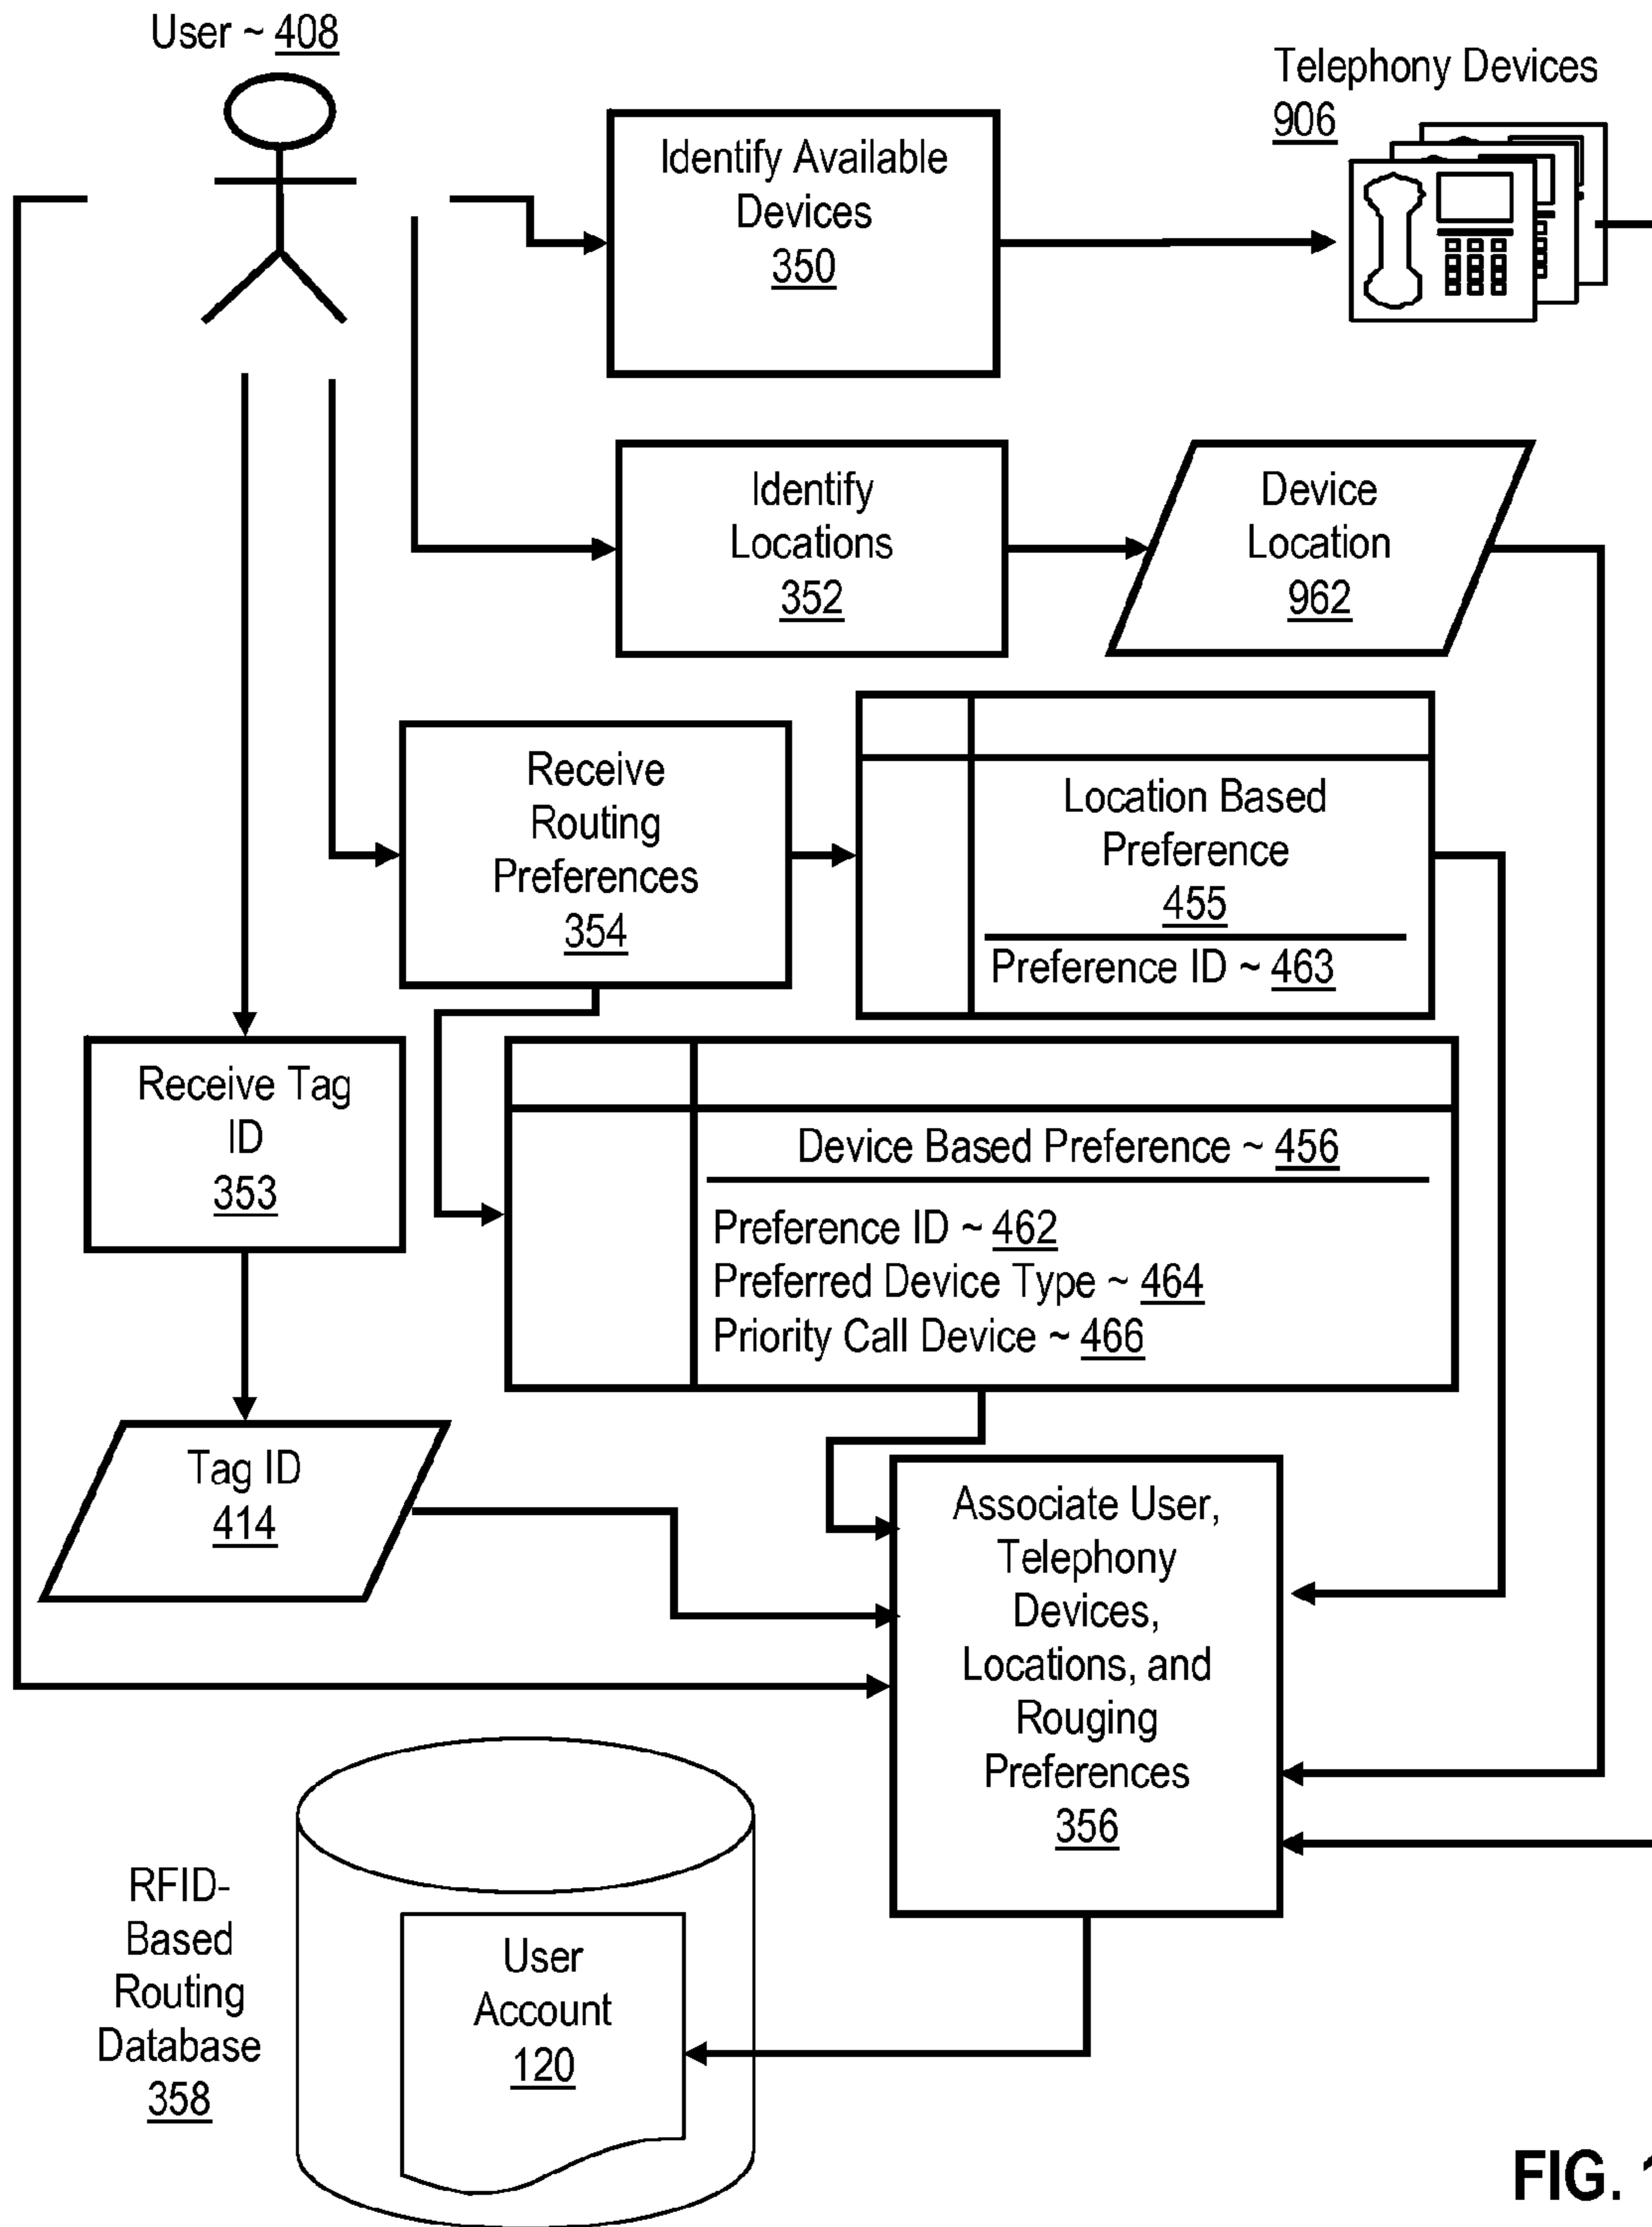 User ~ 408
Telephony Devices
906
Identify Available
Devices
350
Identify
Locations
352
Device
Location
962
Receive
Routing
Preferences
354
Location Based
Preference
455
Preference ID ~ 463
Receive Tag
ID
353
Device Based Preference ~ 456
Preference ID ~ 462
Preferred Device Type ~ 464
Priority Call Device ~ 466
Tag ID
414
Associate User,
Telephony
Devices,
Locations, and
Rouging
Preferences
356
RFID-
Based
Routing
Database
358
User
Account
120
FIG.